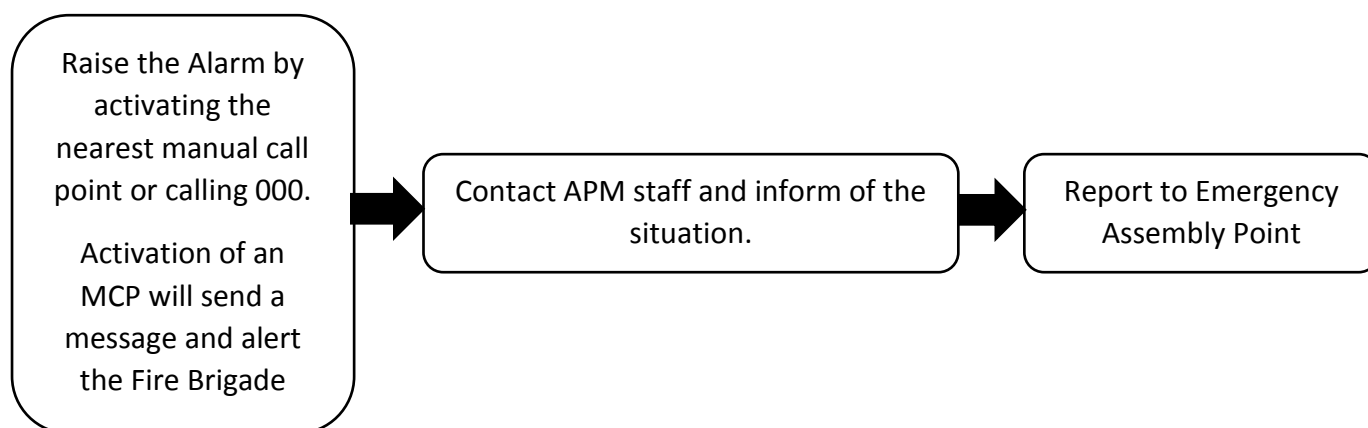 Raise the Alarm by
activating the
nearest manual call
point or calling 000.
Activation of an
MCP will send a
message and alert
the Fire Brigade
Contact APM staff and inform of the
situation.
Report to Emergency
Assembly Point